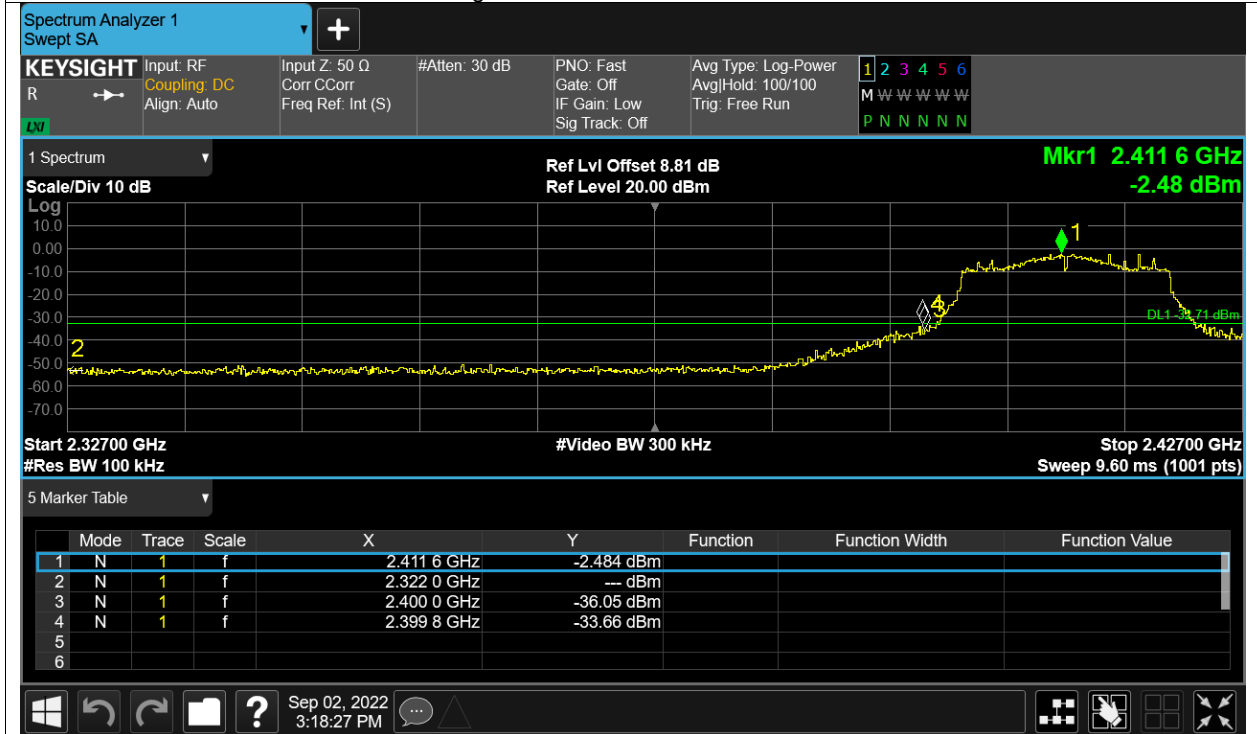 Spectrum Analyzer 1
Swept SA
+
KEYSIGHT Input: RF Input Z: 50 Ω #Atten: 30 dB PNO: Fast Avg Type: Log-Power 1 2 3 4 5 6
R Coupling: DC Corr CCorr Gate: Off Avg|Hold: 100/100 M W W W W W
Align: Auto Freq Ref: Int (S) IF Gain: Low Trig: Free Run
LXI Sig Track: Off P N N N N N
1 Spectrum Ref Lvl Offset 8.81 dB Mkr1 2.411 6 GHz
Scale/Div 10 dB Ref Level 20.00 dBm -2.48 dBm
Log
10.0 1
0.00
-10.0
-20.0
-30.0
-40.0 2
-50.0
-60.0
-70.0
Start 2.32700 GHz #Video BW 300 kHz Stop 2.42700 GHz
#Res BW 100 kHz Sweep 9.60 ms (1001 pts)
5 Marker Table
Mode Trace Scale X Y Function Function Width Function Value
1 N 1 f 2.411 6 GHz -2.484 dBm
2 N 1 f 2.322 0 GHz --- dBm
3 N 1 f 2.400 0 GHz -36.05 dBm
4 N 1 f 2.399 8 GHz -33.66 dBm
5
6
? Sep 02, 2022
3:18:27 PM